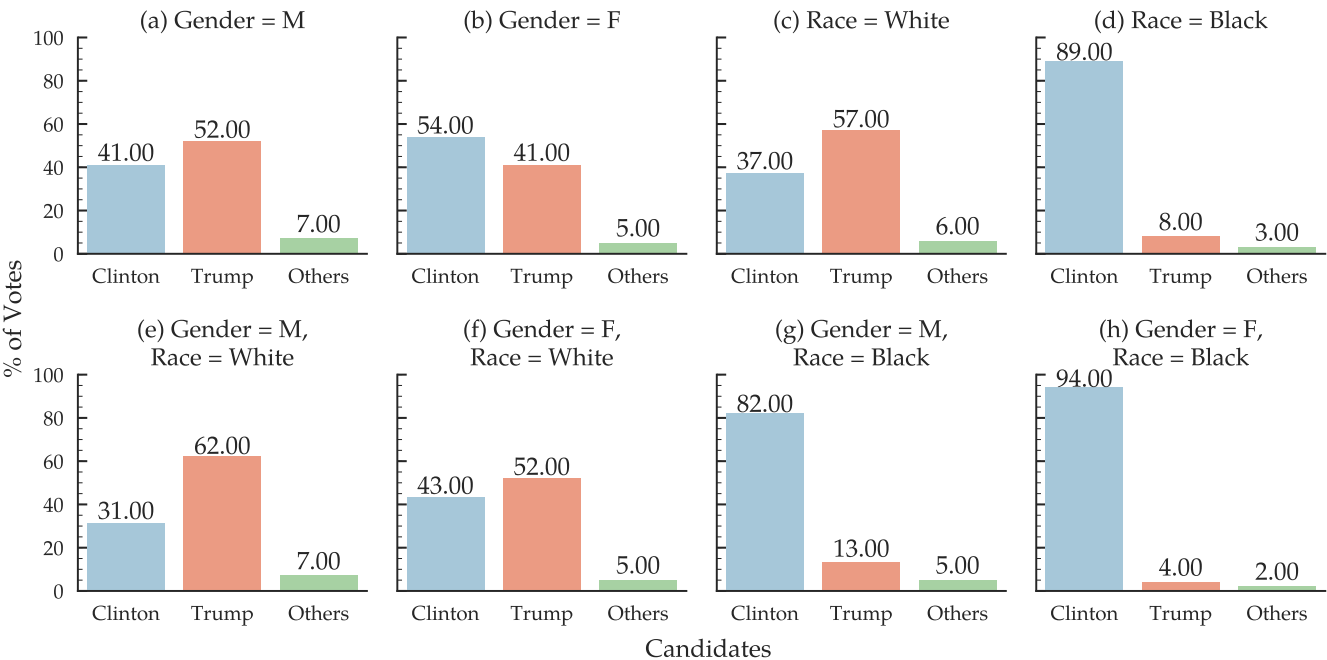 (a) Gender = M
100
80
60
40
20
0
41.00
52.00
7.00
Clinton Trump Others
(b) Gender = F
54.00
41.00
5.00
Clinton Trump Others
(c) Race = White
37.00
57.00
6.00
Clinton Trump Others
(d) Race = Black
89.00
8.00
3.00
Clinton Trump Others
% of Votes
(e) Gender = M,
Race = White
100
80
60
40
20
0
31.00
62.00
7.00
Clinton Trump Others
(f) Gender = F,
Race = White
43.00
52.00
5.00
Clinton Trump Others
(g) Gender = M,
Race = Black
82.00
13.00
5.00
Clinton Trump Others
(h) Gender = F,
Race = Black
94.00
4.00
2.00
Clinton Trump Others
Candidates